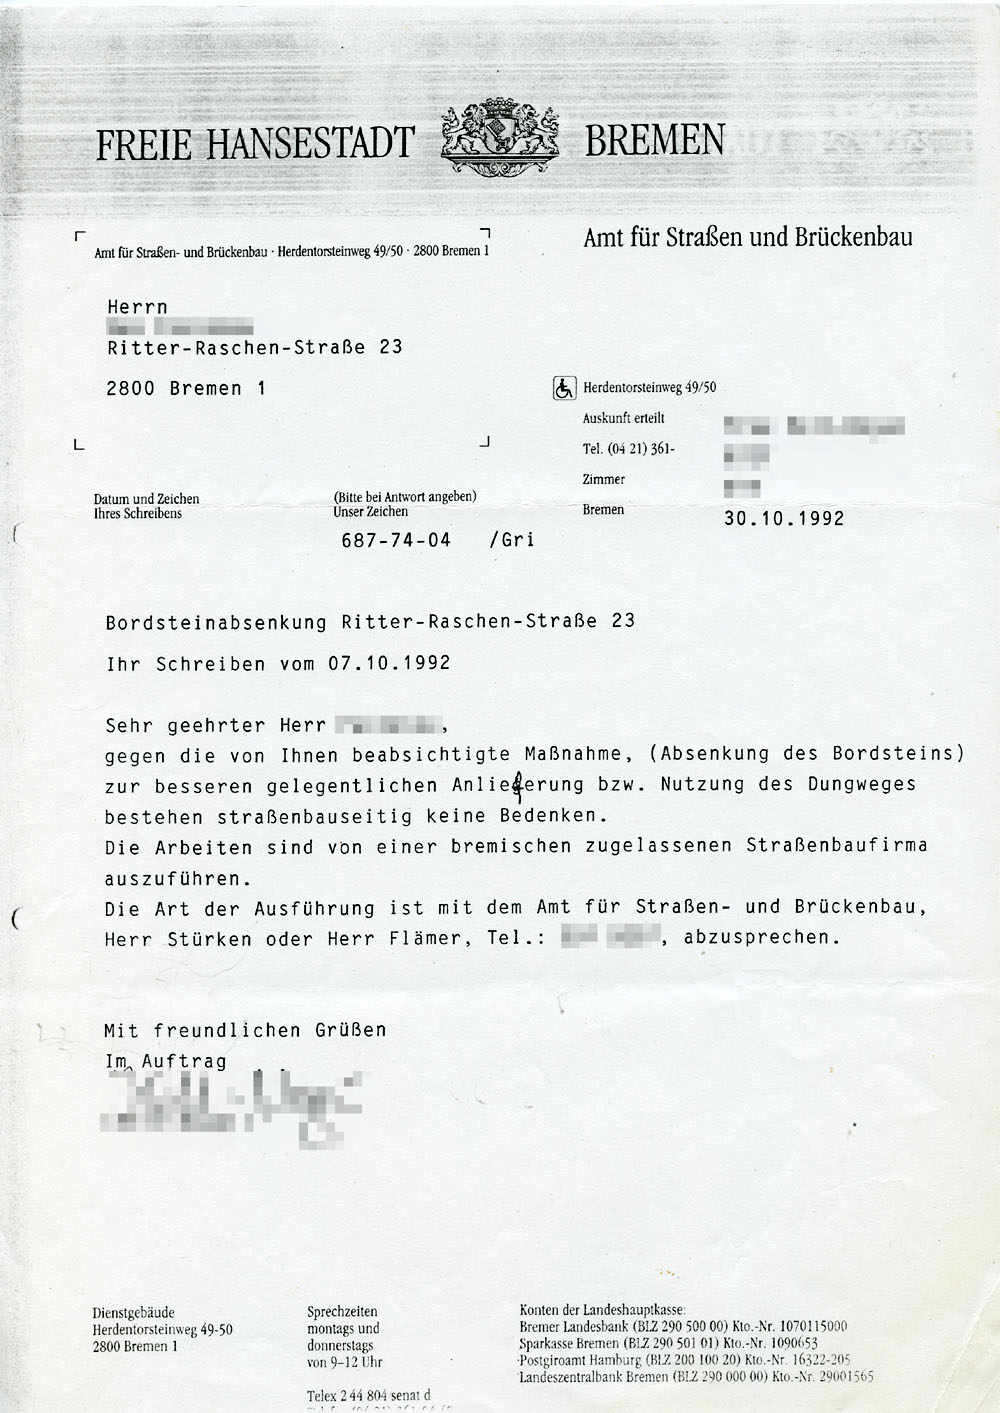 FREIE HANSESTADT BREMEN
Amt für Straßen und Brückenbau
Amt für Straßen- und Brückenbau · Herdentorsteinweg 49/50 · 2800 Bremen 1
Herrn
Ritter-Raschen-Straße 23
2800 Bremen 1
Herdentorsteinweg 49/50
Auskunft erteilt
Tel. (04 21) 361-
Zimmer
Bremen 30.10.1992
Datum und Zeichen
Ihres Schreibens
(Bitte bei Antwort angeben)
Unser Zeichen
687-74-04 /Gri
Bordsteinabsenkung Ritter-Raschen-Straße 23
Ihr Schreiben vom 07.10.1992
Sehr geehrter Herr ,
gegen die von Ihnen beabsichtigte Maßnahme, (Absenkung des Bordsteins)
zur besseren gelegentlichen Anlieferung bzw. Nutzung des Dungweges
bestehen straßenbauseitig keine Bedenken.
Die Arbeiten sind von einer bremischen zugelassenen Straßenbaufirma
auszuführen.
Die Art der Ausführung ist mit dem Amt für Straßen- und Brückenbau,
Herr Stürken oder Herr Flämer, Tel.: , abzusprechen.
Mit freundlichen Grüßen
Im Auftrag
Dienstgebäude
Herdentorsteinweg 49-50
2800 Bremen 1
Sprechzeiten
montags und
donnerstags
von 9–12 Uhr
Telex 2 44 804 senat d
Konten der Landeshauptkasse:
Bremer Landesbank (BLZ 290 500 00) Kto.-Nr. 1070115000
Sparkasse Bremen (BLZ 290 501 01) Kto.-Nr. 1090653
Postgiroamt Hamburg (BLZ 200 100 20) Kto.-Nr. 16322-205
Landeszentralbank Bremen (BLZ 290 000 00) Kto.-Nr. 29001565